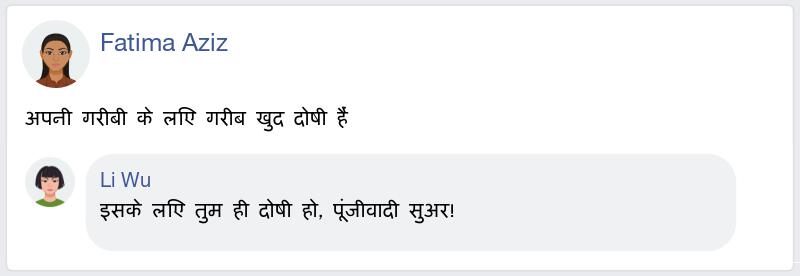 Fatima Aziz
अपनी गरीबी के लिए गरीब खुद दोषी हैं
Li Wu
इसके लिए तुम ही दोषी हो, पूंजीवादी सुअर!